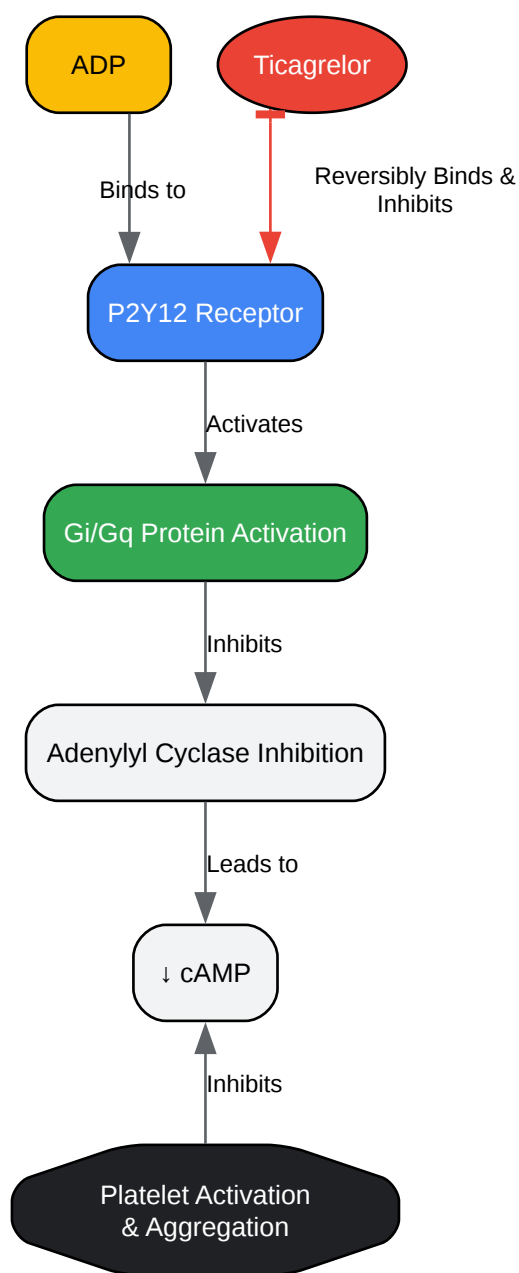 ADP
Ticagrelor
Binds to
Reversibly Binds &
Inhibits
P2Y12 Receptor
Activates
Gi/Gq Protein Activation
Inhibits
Adenylyl Cyclase Inhibition
Leads to
↓ cAMP
Inhibits
Platelet Activation
& Aggregation